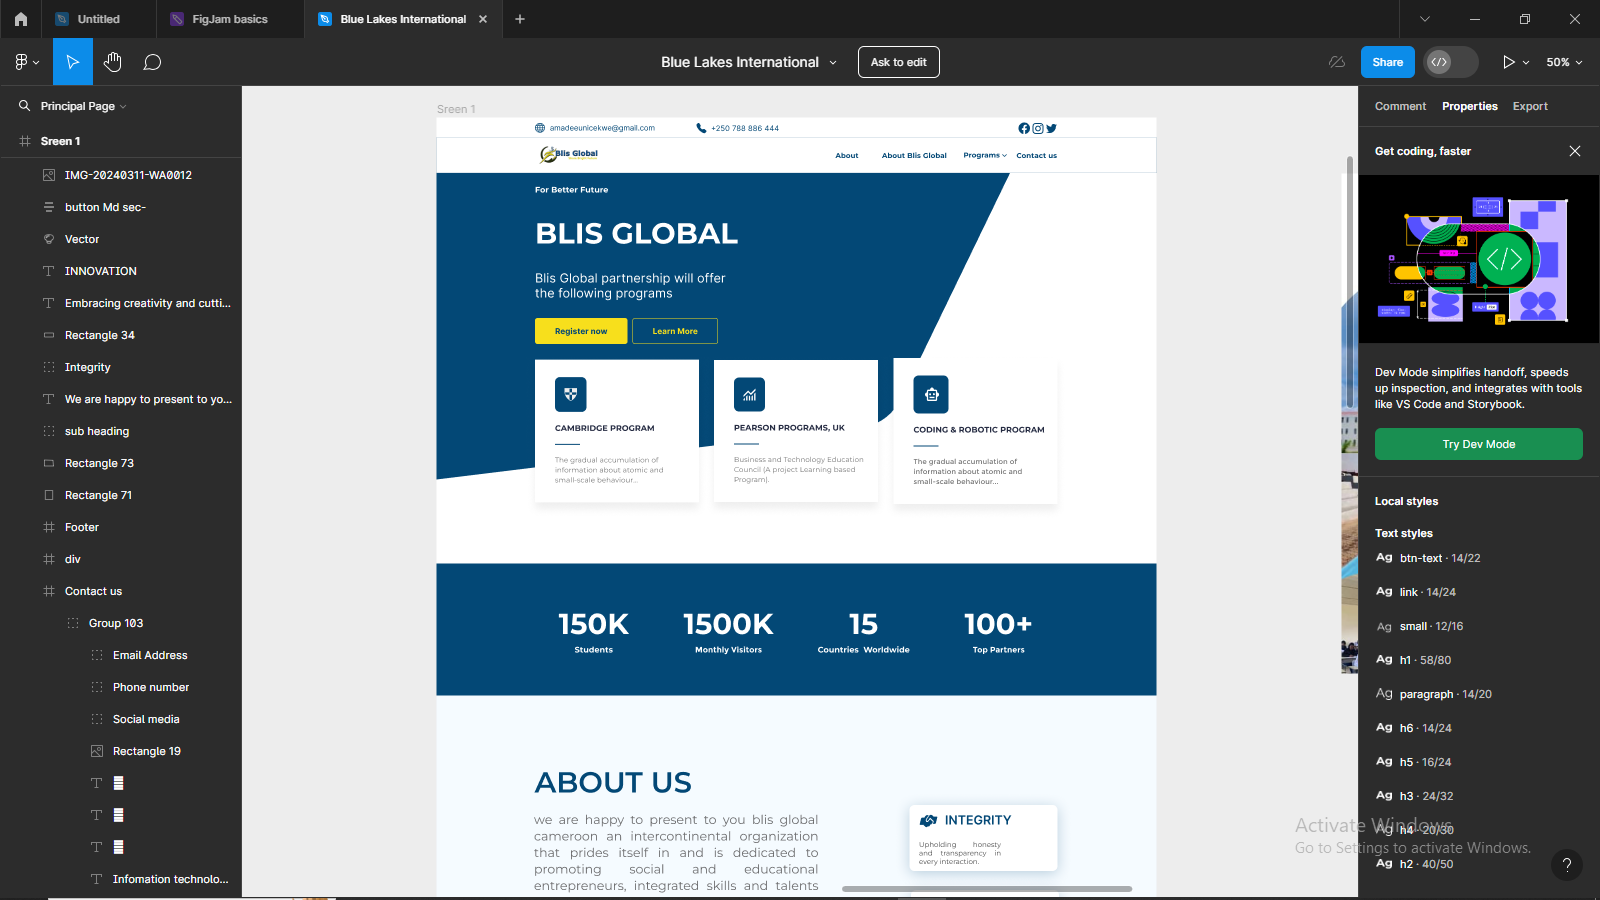 Untitled
FigJam basics
Blue Lakes International
Blue Lakes International
Ask to edit
Share
50%
Principal Page
Sreen 1
IMG-20240311-WA0012
button Md sec-
Vector
INNOVATION
Embracing creativity and cutti...
Rectangle 34
Integrity
We are happy to present to yo...
sub heading
Rectangle 73
Rectangle 71
Footer
div
Contact us
Group 103
Email Address
Phone number
Social media
Rectangle 19
Infomation technolo...
Sreen 1
amadeeunicekwe@gmail.com
+250 788 886 444
Blis Global
About
About Blis Global
Programs
Contact us
For Better Future
BLIS GLOBAL
Blis Global partnership will offer
the following programs
Register now
Learn More
CAMBRIDGE PROGRAM
The gradual accumulation of
information about atomic and
small-scale behaviour...
PEARSON PROGRAMS, UK
Business and Technology Education
Council (A project Learning based
Program).
CODING & ROBOTIC PROGRAM
The gradual accumulation of
information about atomic and
small-scale behaviour...
150K
Students
1500K
Monthly Visitors
15
Countries Worldwide
100+
Top Partners
ABOUT US
we are happy to present to you blis global
cameroon an intercontinental organization
that prides itself in and is dedicated to
promoting social and educational
entrepreneurs, integrated skills and talents
INTEGRITY
Upholding honesty
and transparency in
every interaction.
Comment
Properties
Export
Get coding, faster
Dev Mode simplifies handoff, speeds
up inspection, and integrates with tools
like VS Code and Storybook.
Try Dev Mode
Local styles
Text styles
Ag btn-text · 14/22
Ag link · 14/24
Ag small · 12/16
Ag h1 · 58/80
Ag paragraph · 14/20
Ag h6 · 14/24
Ag h5 · 16/24
Ag h3 · 24/32
Ag h4 · 20/30
Ag h2 · 40/50
Activate Windows
Go to Settings to activate Windows.
?